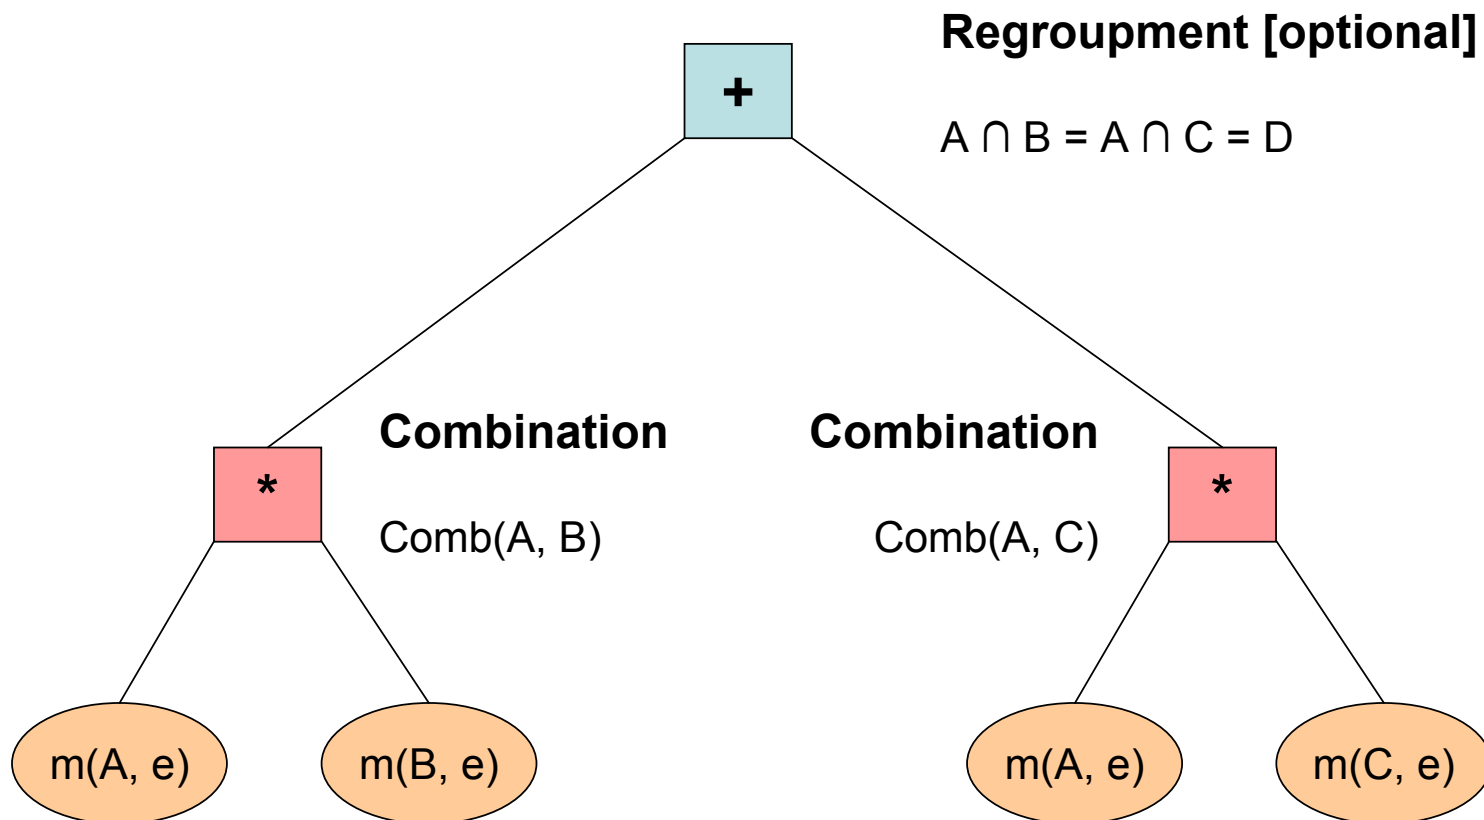 Regroupment [optional]
+
A ∩ B = A ∩ C = D
Combination
Combination
*
*
Comb(A, B)
Comb(A, C)
m(A, e)
m(B, e)
m(A, e)
m(C, e)